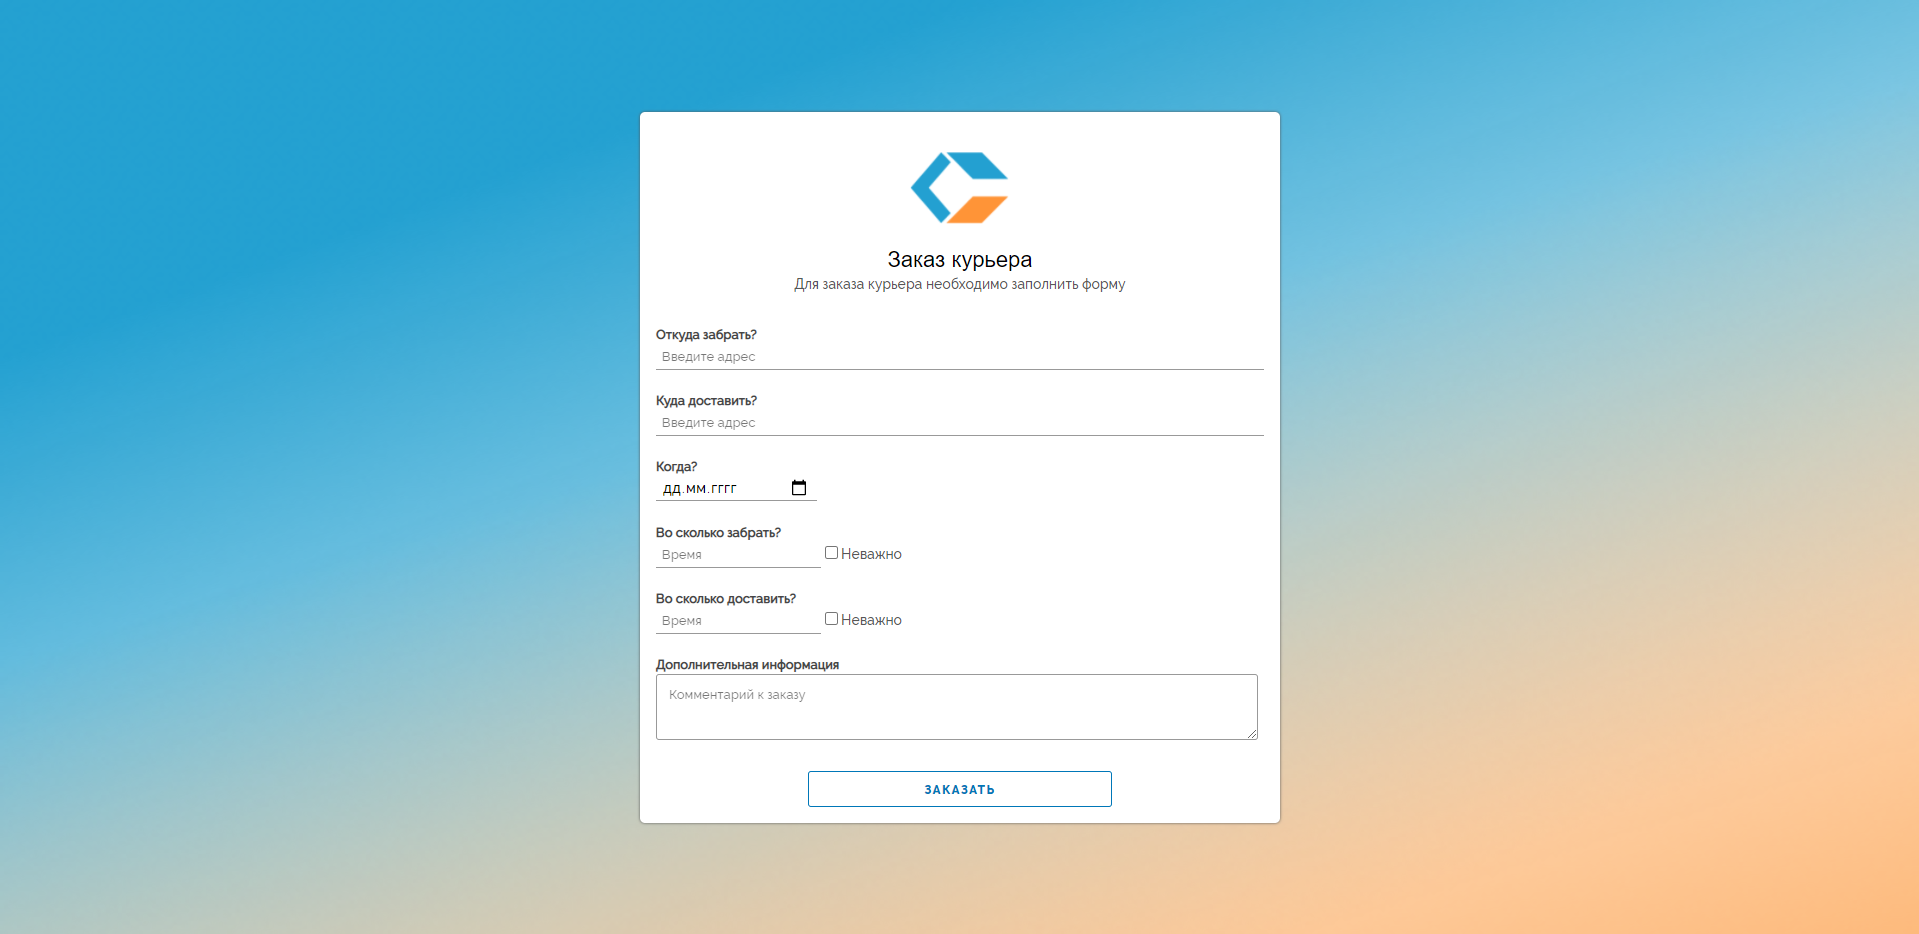 Заказ курьера
Для заказа курьера необходимо заполнить форму
Откуда забрать?
Введите адрес
Куда доставить?
Введите адрес
Когда?
ДД.ММ.ГГГГ
Во сколько забрать?
Время Неважно
Во сколько доставить?
Время Неважно
Дополнительная информация
Комментарий к заказу
ЗАКАЗАТЬ